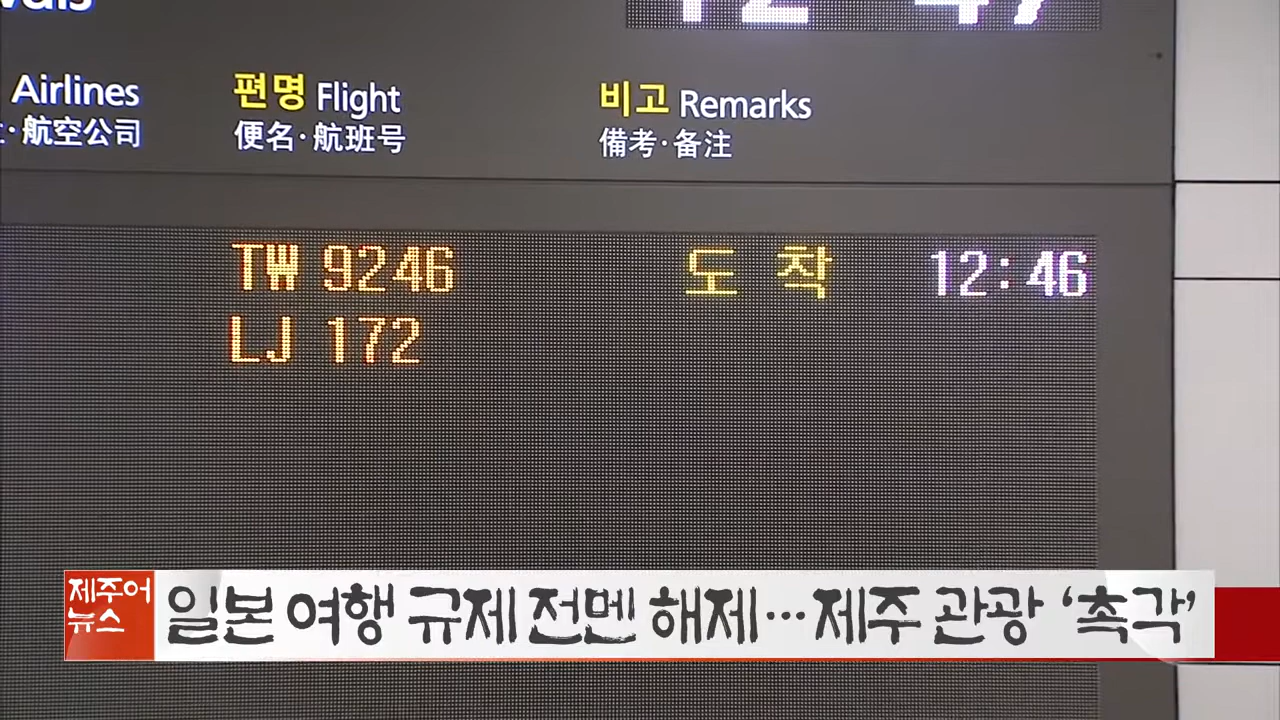 Airlines
航空公司
편명 Flight
便名·航班号
비고 Remarks
備考·备注
TW 9246 도 착 12:46
LJ 172
제주어
뉴스
일본 여행 규제 전멘 해제…제주 관광 ‘촉각’